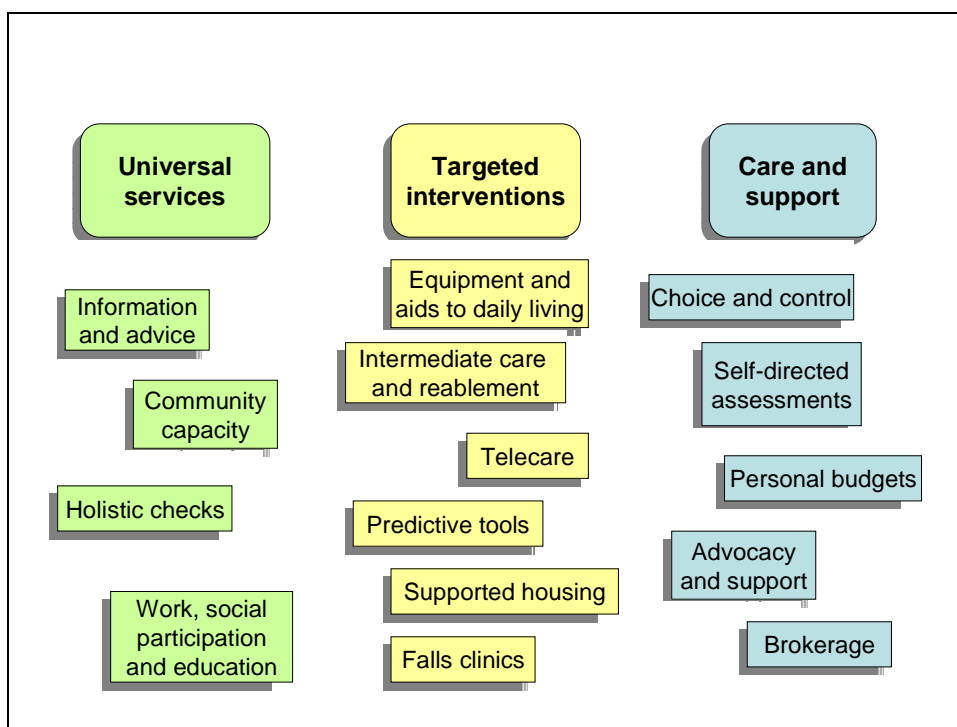 Universal
services
Targeted
interventions
Care and
support
Information
and advice
Community
capacity
Holistic checks
Work, social
participation
and education
Equipment and
aids to daily living
Intermediate care
and reablement
Telecare
Predictive tools
Supported housing
Falls clinics
Choice and control
Self-directed
assessments
Personal budgets
Advocacy
and support
Brokerage